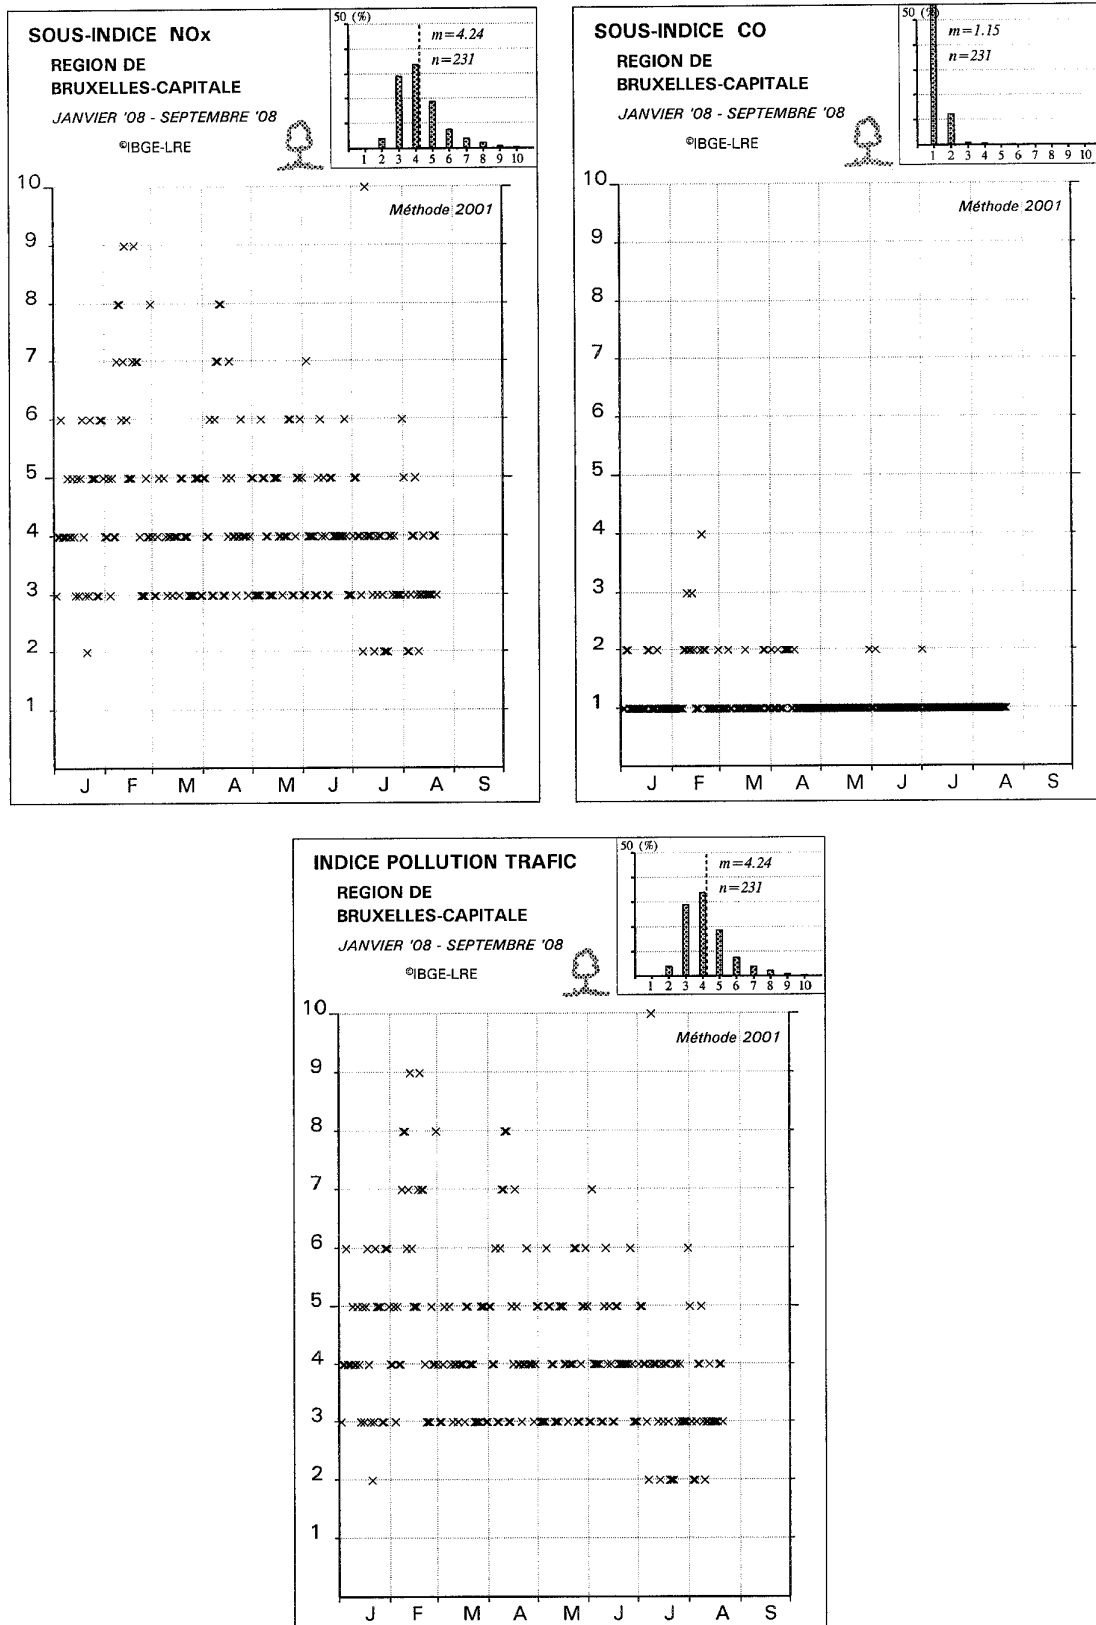 SOUS-INDICE NOx
REGION DE
BRUXELLES-CAPITALE
JANVIER '08 - SEPTEMBRE '08
©IBGE-LRE
50 (%)
m=4.24
n=231
1 2 3 4 5 6 7 8 9 10
Méthode 2001
10
9
8
7
6
5
4
3
2
1
J F M A M J J A S
SOUS-INDICE CO
REGION DE
BRUXELLES-CAPITALE
JANVIER '08 - SEPTEMBRE '08
©IBGE-LRE
50 (%)
m=1.15
n=231
1 2 3 4 5 6 7 8 9 10
Méthode 2001
10
9
8
7
6
5
4
3
2
1
J F M A M J J A S
INDICE POLLUTION TRAFIC
REGION DE
BRUXELLES-CAPITALE
JANVIER '08 - SEPTEMBRE '08
©IBGE-LRE
50 (%)
m=4.24
n=231
1 2 3 4 5 6 7 8 9 10
Méthode 2001
10
9
8
7
6
5
4
3
2
1
J F M A M J J A S